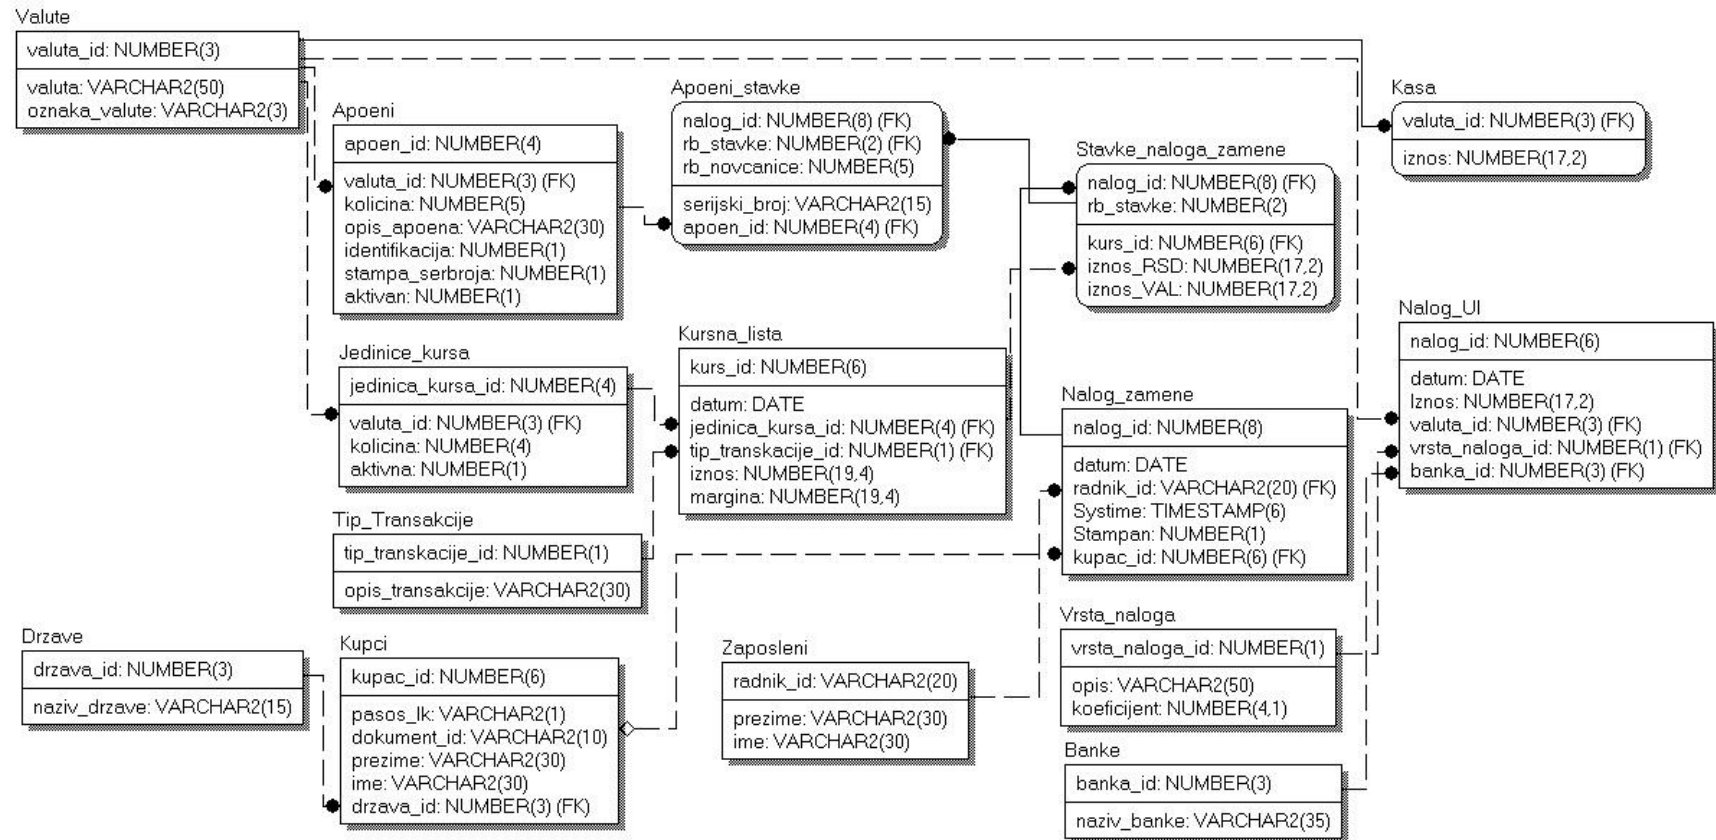 Valute
valuta_id: NUMBER(3)
valuta: VARCHAR2(50)
oznaka_valute: VARCHAR2(3)
Apoeni
apoen_id: NUMBER(4)
valuta_id: NUMBER(3) (FK)
kolicina: NUMBER(5)
opis_apoena: VARCHAR2(30)
identifikacija: NUMBER(1)
stampa_serbroja: NUMBER(1)
aktivan: NUMBER(1)
Apoeni_stavke
nalog_id: NUMBER(8) (FK)
rb_stavke: NUMBER(2) (FK)
rb_novcanice: NUMBER(5)
serijski_broj: VARCHAR2(15)
apoen_id: NUMBER(4) (FK)
Stavke_naloga_zamene
nalog_id: NUMBER(8) (FK)
rb_stavke: NUMBER(2)
kurs_id: NUMBER(6) (FK)
iznos_RSD: NUMBER(17,2)
iznos_VAL: NUMBER(17,2)
Kasa
valuta_id: NUMBER(3) (FK)
iznos: NUMBER(17,2)
Jedinice_kursa
jedinica_kursa_id: NUMBER(4)
valuta_id: NUMBER(3) (FK)
kolicina: NUMBER(4)
aktivna: NUMBER(1)
Kursna_lista
kurs_id: NUMBER(6)
datum: DATE
jedinica_kursa_id: NUMBER(4) (FK)
tip_transkacije_id: NUMBER(1) (FK)
iznos: NUMBER(19,4)
margina: NUMBER(19,4)
Nalog_zamene
nalog_id: NUMBER(8)
datum: DATE
radnik_id: VARCHAR2(20) (FK)
Systime: TIMESTAMP(6)
Stampan: NUMBER(1)
kupac_id: NUMBER(6) (FK)
Nalog_UI
nalog_id: NUMBER(6)
datum: DATE
Iznos: NUMBER(17,2)
valuta_id: NUMBER(3) (FK)
vrsta_naloga_id: NUMBER(1) (FK)
banka_id: NUMBER(3) (FK)
Tip_Transakcije
tip_transkacije_id: NUMBER(1)
opis_transakcije: VARCHAR2(30)
Drzave
drzava_id: NUMBER(3)
naziv_drzave: VARCHAR2(15)
Kupci
kupac_id: NUMBER(6)
pasos_lk: VARCHAR2(1)
dokument_id: VARCHAR2(10)
prezime: VARCHAR2(30)
ime: VARCHAR2(30)
drzava_id: NUMBER(3) (FK)
Zaposleni
radnik_id: VARCHAR2(20)
prezime: VARCHAR2(30)
ime: VARCHAR2(30)
Vrsta_naloga
vrsta_naloga_id: NUMBER(1)
opis: VARCHAR2(50)
koeficijent: NUMBER(4,1)
Banke
banka_id: NUMBER(3)
naziv_banke: VARCHAR2(35)